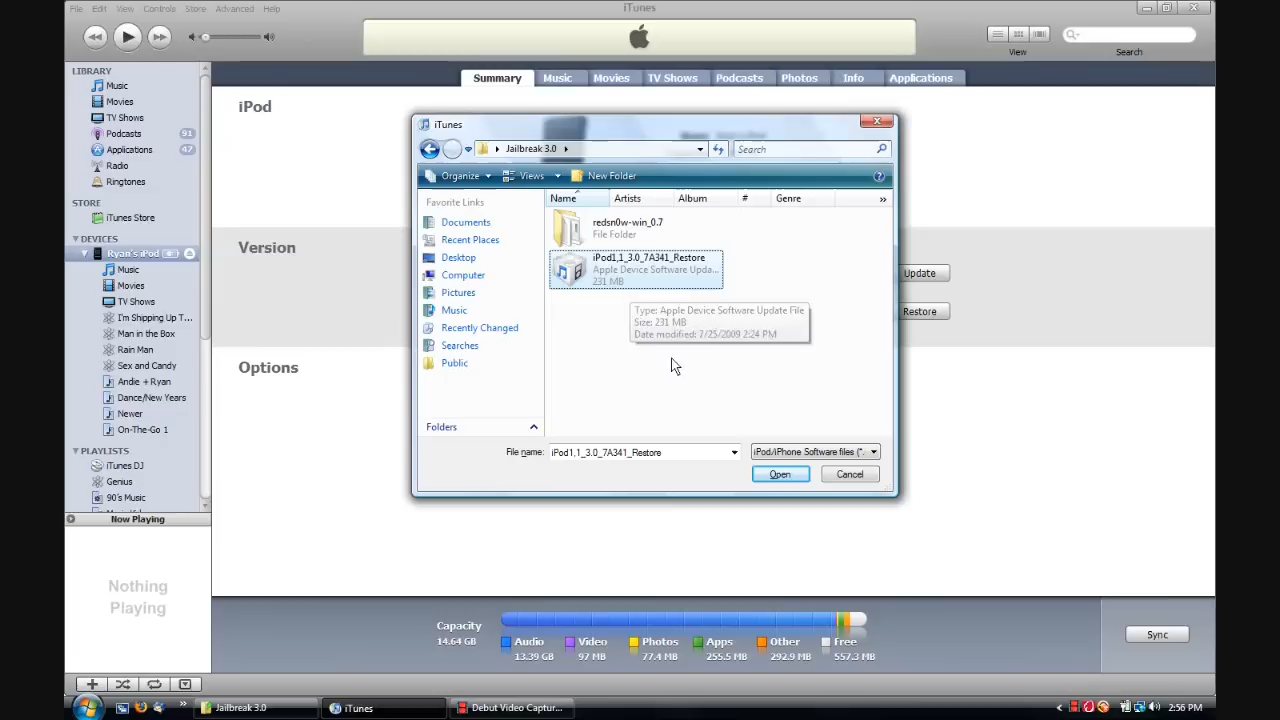 iTunes
File Edit View Controls Store Advanced Help
View
Search
LIBRARY
Music
Movies
TV Shows
Podcasts 91
Applications 47
Radio
Ringtones
STORE
iTunes Store
DEVICES
Ryan's iPod
Music
Movies
TV Shows
I'm Shipping Up T...
Man in the Box
Rain Man
Sex and Candy
Andie + Ryan
Dance/New Years
Newer
On-The-Go 1
PLAYLISTS
iTunes DJ
Genius
90's Music
Now Playing
Nothing
Playing
Summary Music Movies TV Shows Podcasts Photos Info Applications
iPod
Version
Update
Restore
Options
iTunes
Jailbreak 3.0
Search
Organize Views New Folder
Favorite Links
Documents
Recent Places
Desktop
Computer
Pictures
Music
Recently Changed
Searches
Public
Folders
Name Artists Album # Genre »
redsn0w-win_0.7
File Folder
iPod1,1_3.0_7A341_Restore
Apple Device Software Upda...
231 MB
Type: Apple Device Software Update File
Size: 231 MB
Date modified: 7/25/2009 2:24 PM
File name: iPod1,1_3.0_7A341_Restore
iPod/iPhone Software files (*.
Open Cancel
Capacity
14.64 GB
Audio Video Photos Apps Other Free
13.39 GB 97 MB 77.4 MB 255.5 MB 292.9 MB 557.3 MB
Sync
Jailbreak 3.0 iTunes Debut Video Captur... 2:56 PM